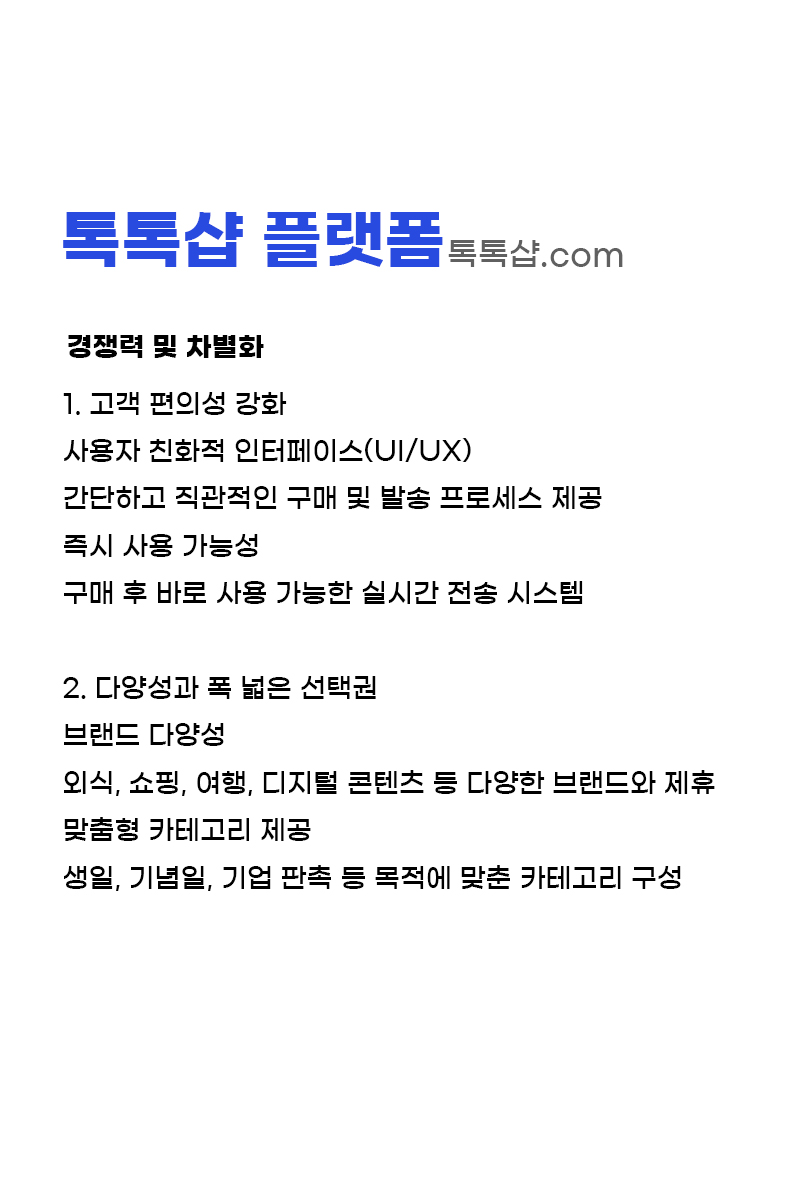 톡톡샵 플랫폼 톡톡샵.com
경쟁력 및 차별화
1. 고객 편의성 강화
사용자 친화적 인터페이스(UI/UX)
간단하고 직관적인 구매 및 발송 프로세스 제공
즉시 사용 가능성
구매 후 바로 사용 가능한 실시간 전송 시스템
2. 다양성과 폭 넓은 선택권
브랜드 다양성
외식, 쇼핑, 여행, 디지털 콘텐츠 등 다양한 브랜드와 제휴
맞춤형 카테고리 제공
생일, 기념일, 기업 판촉 등 목적에 맞춘 카테고리 구성